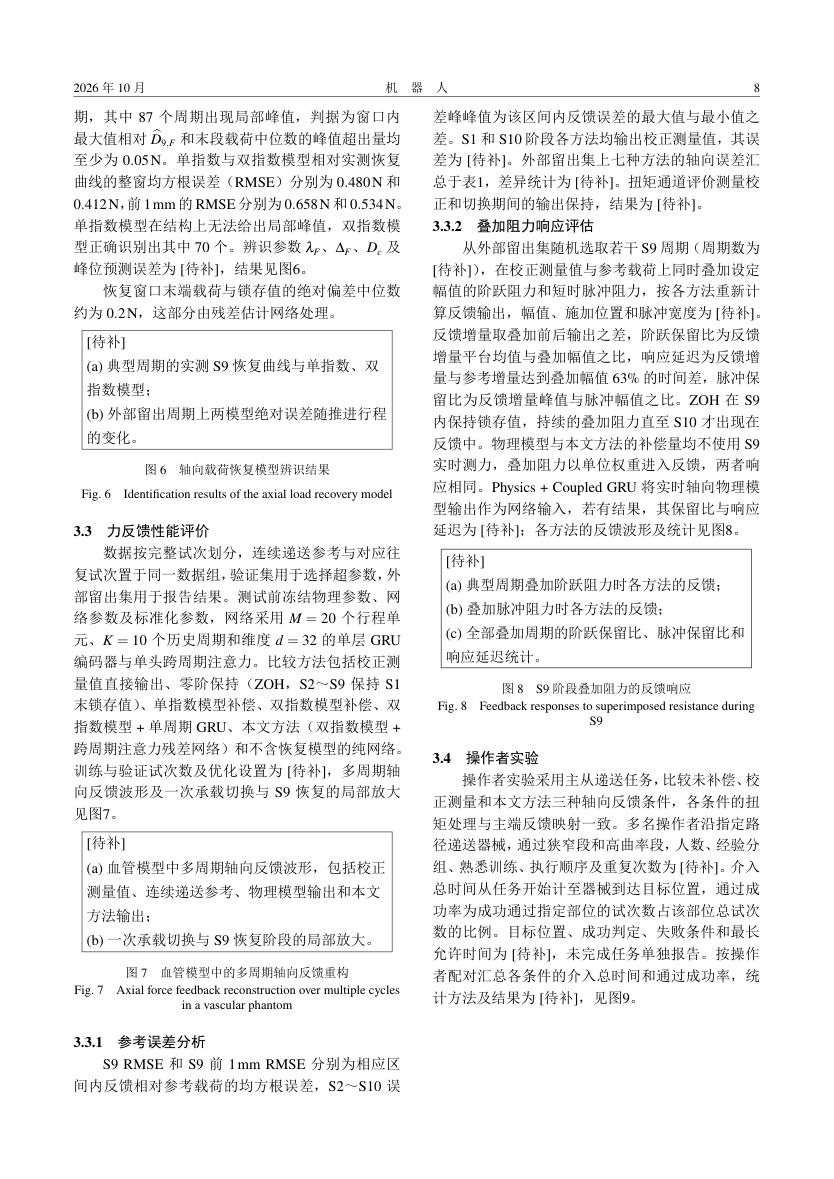 2026 年 10 月
机 器 人
8
期，其中 87 个周期出现局部峰值，判据为窗口内
最大值相对 D̂9,F 和末段载荷中位数的峰值超出量均
至少为 0.05 N。单指数与双指数模型相对实测恢复
曲线的整窗均方根误差（RMSE）分别为 0.480 N 和
0.412 N，前 1 mm 的 RMSE 分别为 0.658 N 和 0.534 N。
单指数模型在结构上无法给出局部峰值，双指数模
型正确识别出其中 70 个。辨识参数 λF、ΔF、Dc 及
峰位预测误差为 [待补]，结果见图6。
恢复窗口末端载荷与锁存值的绝对偏差中位数
约为 0.2 N，这部分由残差估计网络处理。
[待补]
(a) 典型周期的实测 S9 恢复曲线与单指数、双
指数模型；
(b) 外部留出周期上两模型绝对误差随推进行程
的变化。
图 6 轴向载荷恢复模型辨识结果
Fig. 6 Identification results of the axial load recovery model
3.3 力反馈性能评价
数据按完整试次划分，连续递送参考与对应往
复试次置于同一数据组，验证集用于选择超参数，外
部留出集用于报告结果。测试前冻结物理参数、网
络参数及标准化参数，网络采用 M = 20 个行程单
元、K = 10 个历史周期和维度 d = 32 的单层 GRU
编码器与单头跨周期注意力。比较方法包括校正测
量值直接输出、零阶保持（ZOH，S2～S9 保持 S1
末锁存值）、单指数模型补偿、双指数模型补偿、双
指数模型 + 单周期 GRU、本文方法（双指数模型 +
跨周期注意力残差网络）和不含恢复模型的纯网络。
训练与验证试次数及优化设置为 [待补]，多周期轴
向反馈波形及一次承载切换与 S9 恢复的局部放大
见图7。
[待补]
(a) 血管模型中多周期轴向反馈波形，包括校正
测量值、连续递送参考、物理模型输出和本文
方法输出；
(b) 一次承载切换与 S9 恢复阶段的局部放大。
图 7 血管模型中的多周期轴向反馈重构
Fig. 7 Axial force feedback reconstruction over multiple cycles
in a vascular phantom
3.3.1 参考误差分析
S9 RMSE 和 S9 前 1 mm RMSE 分别为相应区
间内反馈相对参考载荷的均方根误差，S2～S10 误
差峰峰值为该区间内反馈误差的最大值与最小值之
差。S1 和 S10 阶段各方法均输出校正测量值，其误
差为 [待补]。外部留出集上七种方法的轴向误差汇
总于表1，差异统计为 [待补]。扭矩通道评价测量校
正和切换期间的输出保持，结果为 [待补]。
3.3.2 叠加阻力响应评估
从外部留出集随机选取若干 S9 周期（周期数为
[待补]），在校正测量值与参考载荷上同时叠加设定
幅值的阶跃阻力和短时脉冲阻力，按各方法重新计
算反馈输出，幅值、施加位置和脉冲宽度为 [待补]。
反馈增量取叠加前后输出之差，阶跃保留比为反馈
增量平台均值与叠加幅值之比，响应延迟为反馈增
量与参考增量达到叠加幅值 63% 的时间差，脉冲保
留比为反馈增量峰值与脉冲幅值之比。ZOH 在 S9
内保持锁存值，持续的叠加阻力直至 S10 才出现在
反馈中。物理模型与本文方法的补偿量均不使用 S9
实时测力，叠加阻力以单位权重进入反馈，两者响
应相同。Physics + Coupled GRU 将实时轴向物理模
型输出作为网络输入，若有结果，其保留比与响应
延迟为 [待补]；各方法的反馈波形及统计见图8。
[待补]
(a) 典型周期叠加阶跃阻力时各方法的反馈；
(b) 叠加脉冲阻力时各方法的反馈；
(c) 全部叠加周期的阶跃保留比、脉冲保留比和
响应延迟统计。
图 8 S9 阶段叠加阻力的反馈响应
Fig. 8 Feedback responses to superimposed resistance during
S9
3.4 操作者实验
操作者实验采用主从递送任务，比较未补偿、校
正测量和本文方法三种轴向反馈条件，各条件的扭
矩处理与主端反馈映射一致。多名操作者沿指定路
径递送器械，通过狭窄段和高曲率段，人数、经验分
组、熟悉训练、执行顺序及重复次数为 [待补]。介入
总时间从任务开始计至器械到达目标位置，通过成
功率为成功通过指定部位的试次数占该部位总试次
数的比例。目标位置、成功判定、失败条件和最长
允许时间为 [待补]，未完成任务单独报告。按操作
者配对汇总各条件的介入总时间和通过成功率，统
计方法及结果为 [待补]，见图9。